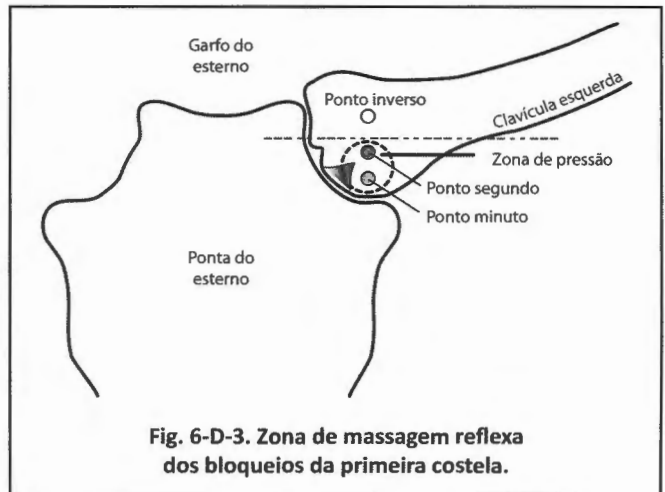 Garfo do
esterno
Ponto inverso
Clavícula esquerda
Zona de pressão
Ponto segundo
Ponto minuto
Ponta do
esterno
Fig. 6-D-3. Zona de massagem reflexa
dos bloqueios da primeira costela.